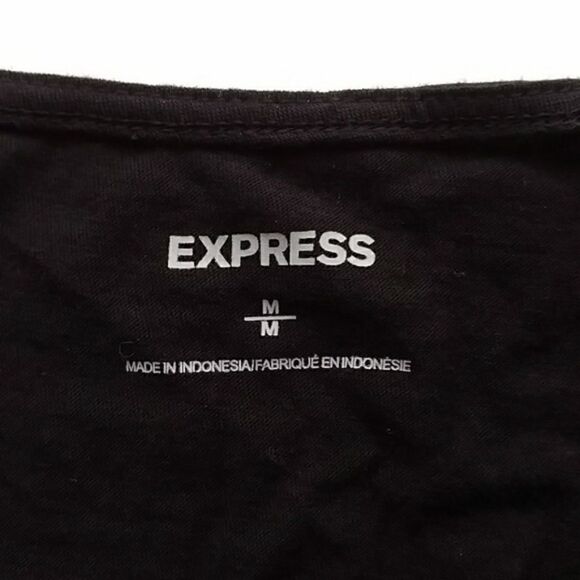 EXPRESS
M
M
MADE IN INDONESIA/FABRIQUÉ EN INDONÉSIE